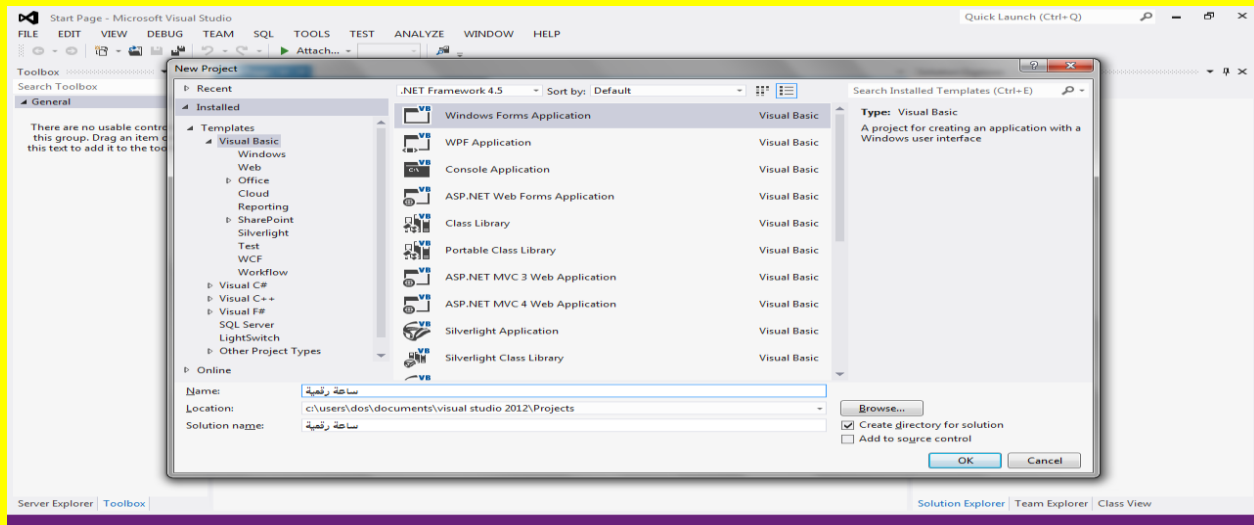 Start Page - Microsoft Visual Studio
Quick Launch (Ctrl+Q)
FILE EDIT VIEW DEBUG TEAM SQL TOOLS TEST ANALYZE WINDOW HELP
Attach...
Toolbox
Search Toolbox
General
There are no usable contro
this group. Drag an item o
this text to add it to the too
New Project
Recent
.NET Framework 4.5
Sort by: Default
Search Installed Templates (Ctrl+E)
Installed
Templates
Visual Basic
Windows
Web
Office
Cloud
Reporting
SharePoint
Silverlight
Test
WCF
Workflow
Visual C#
Visual C++
Visual F#
SQL Server
LightSwitch
Other Project Types
Online
Windows Forms Application Visual Basic
WPF Application Visual Basic
Console Application Visual Basic
ASP.NET Web Forms Application Visual Basic
Class Library Visual Basic
Portable Class Library Visual Basic
ASP.NET MVC 3 Web Application Visual Basic
ASP.NET MVC 4 Web Application Visual Basic
Silverlight Application Visual Basic
Silverlight Class Library Visual Basic
VB
Type: Visual Basic
A project for creating an application with a
Windows user interface
Name: ساعة رقمية
Location: c:\users\dos\documents\visual studio 2012\Projects
Solution name: ساعة رقمية
Browse...
Create directory for solution
Add to source control
OK Cancel
Server Explorer Toolbox
Solution Explorer Team Explorer Class View